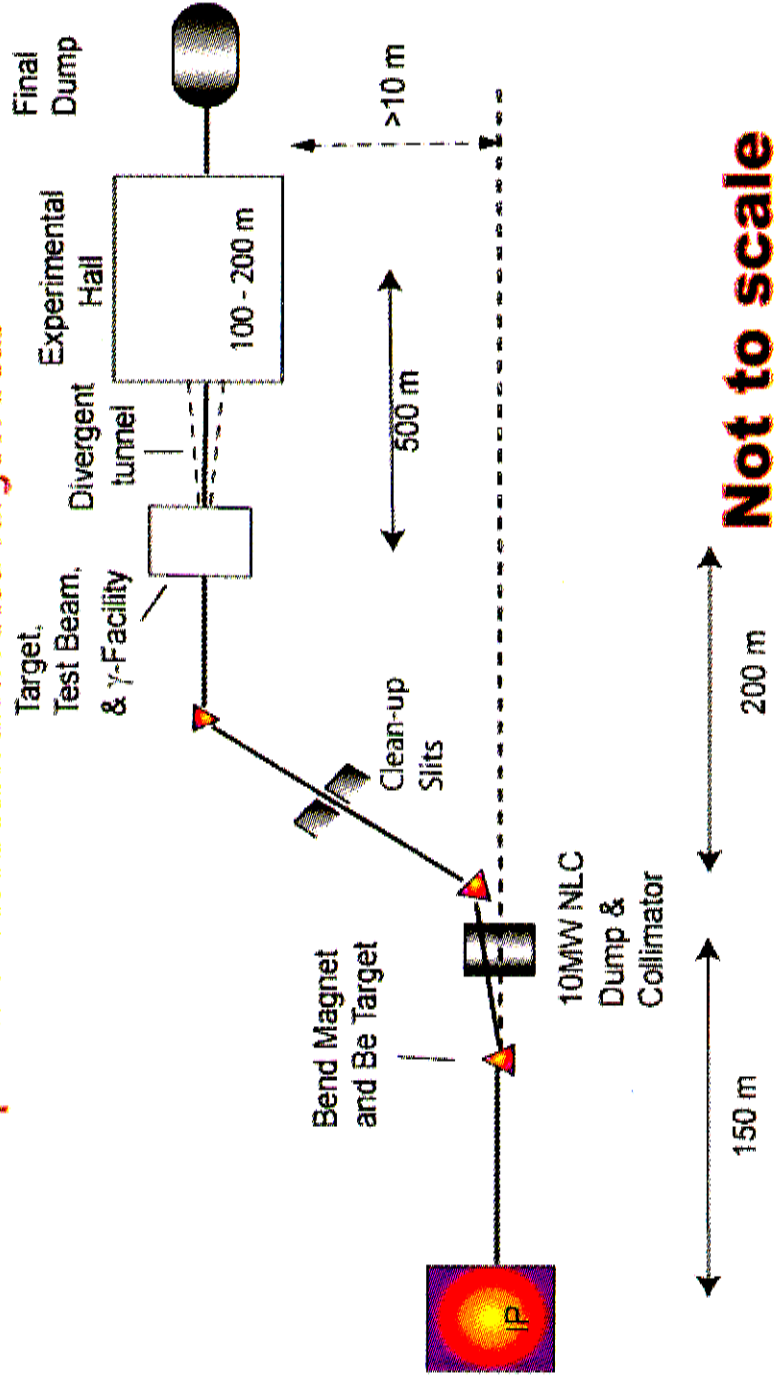 Target,
Test Beam,
& γ-Facility
Divergent
tunnel
Experimental
Hall
Final
Dump
100 - 200 m
>10 m
500 m
Clean-up
Slits
Bend Magnet
and Be Target
10MW NLC
Dump &
Collimator
IP
150 m
200 m
Not to scale